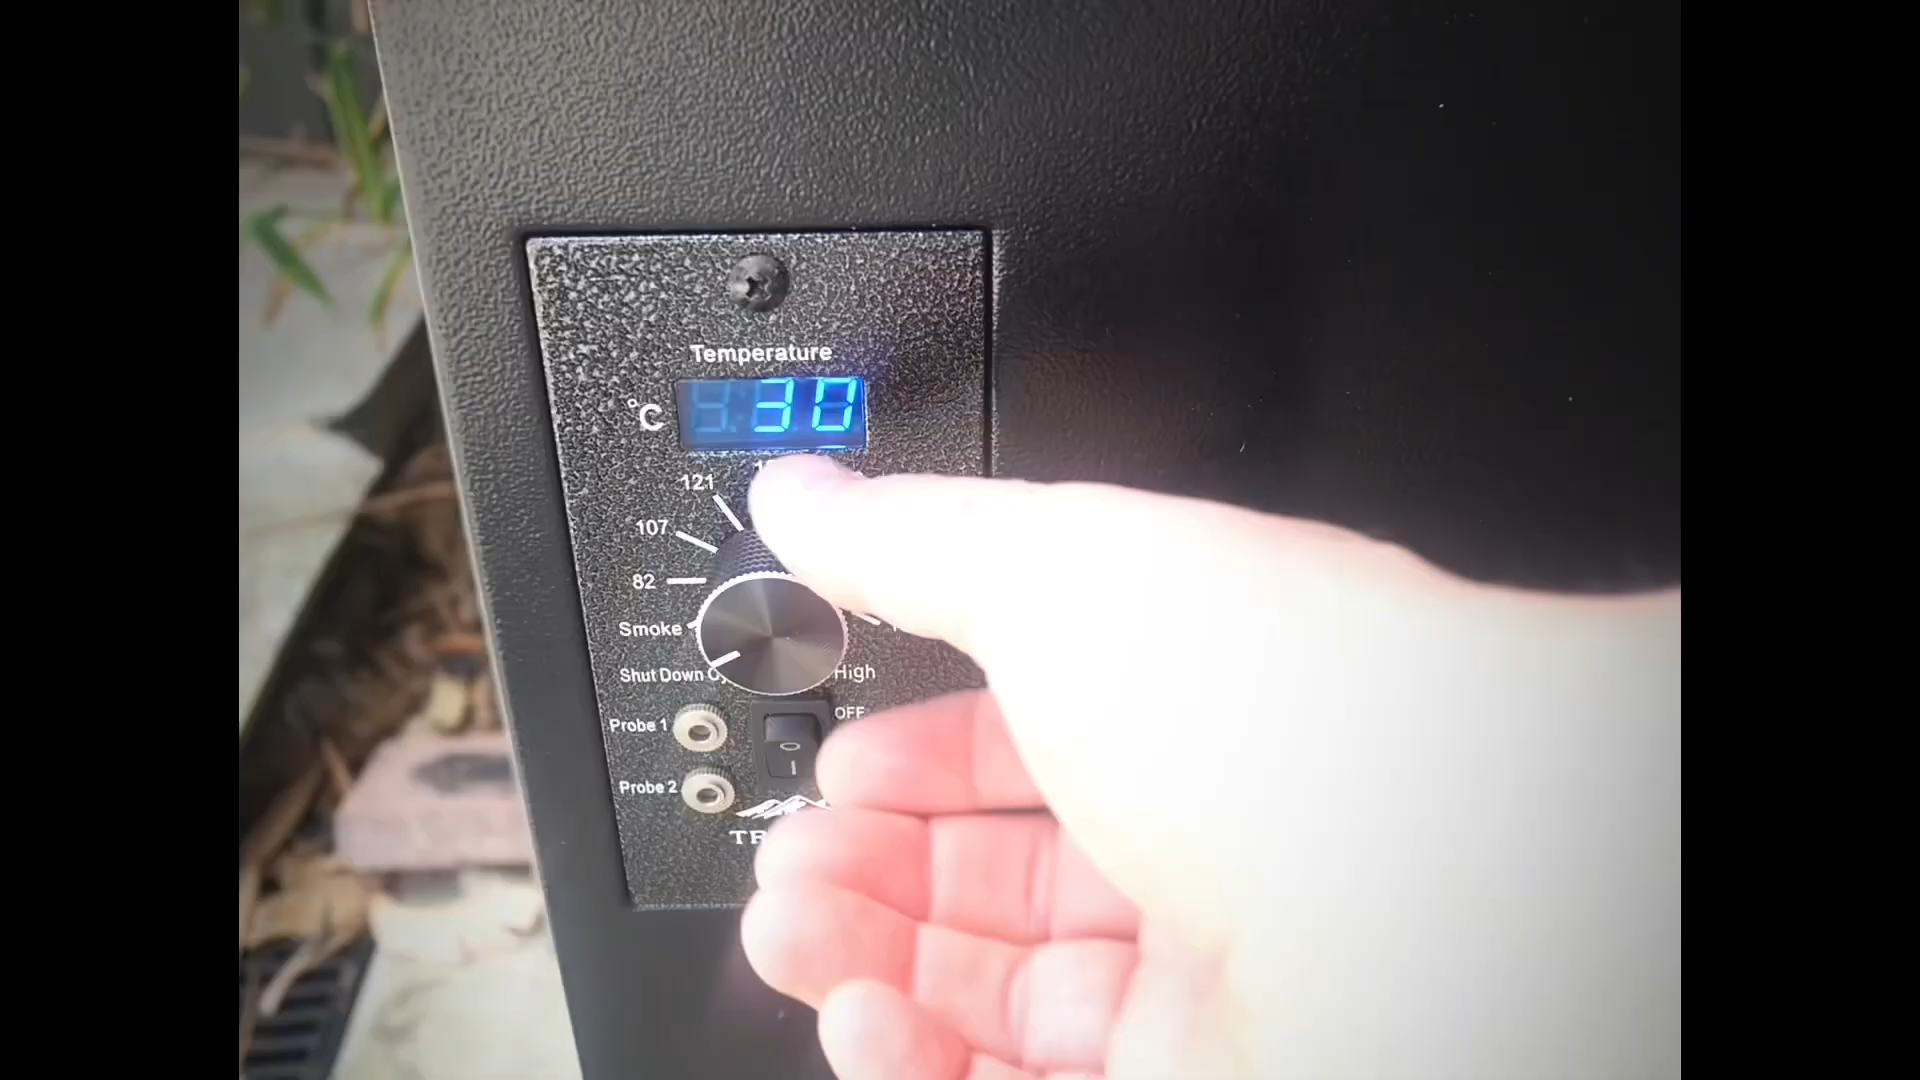 Temperature
°C 30
121
107
82
Smoke
Shut Down
High
OFF
Probe 1
Probe 2